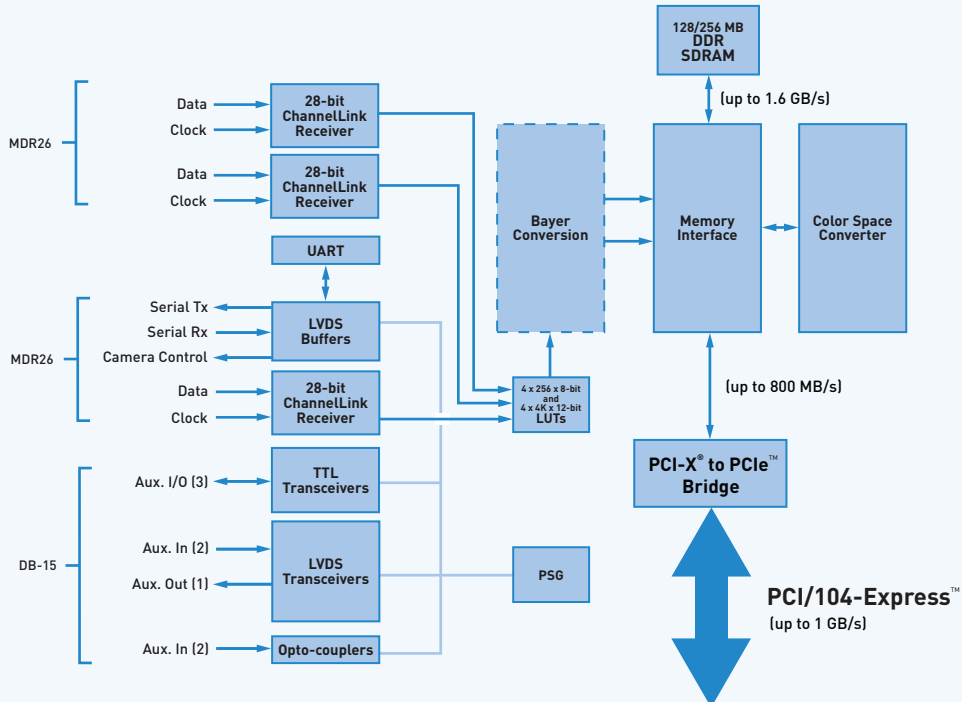 128/256 MB
DDR
SDRAM
(up to 1.6 GB/s)
MDR26
Data
Clock
28-bit
ChannelLink
Receiver
Data
Clock
28-bit
ChannelLink
Receiver
Bayer
Conversion
Memory
Interface
Color Space
Converter
UART
MDR26
Serial Tx
Serial Rx
Camera Control
LVDS
Buffers
Data
Clock
28-bit
ChannelLink
Receiver
4 x 256 x 8-bit
and
4 x 4K x 12-bit
LUTs
(up to 800 MB/s)
PCI-X® to PCIe™
Bridge
DB-15
Aux. I/O (3)
TTL
Transceivers
Aux. In (2)
Aux. Out (1)
LVDS
Transceivers
PSG
Aux. In (2)
Opto-couplers
PCI/104-Express™
(up to 1 GB/s)